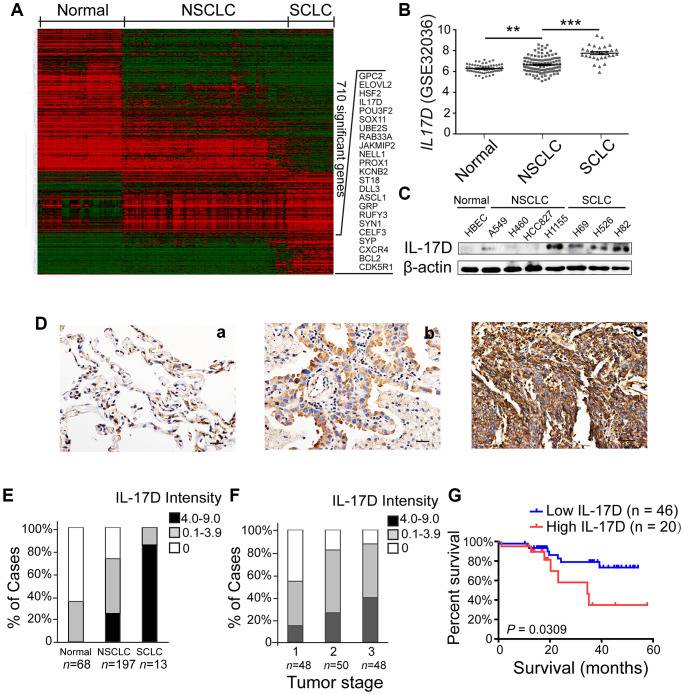 A
Normal NSCLC SCLC
710 significant genes
GPC2
ELOVL2
HSF2
IL17D
POU3F2
SOX11
UBE2S
RAB33A
JAKMIP2
NELL1
PROX1
KCNB2
ST18
DLL3
ASCL1
GRP
RUFY3
SYN1
CELF3
SYP
CXCR4
BCL2
CDK5R1
B
IL17D (GSE32036)
10
8
6
4
2
0
** ***
Normal NSCLC SCLC
C
Normal NSCLC SCLC
HBEC A549 H460 HCC827 H1155 H69 H526 H82
IL-17D
β-actin
D
a b c
E
IL-17D Intensity
4.0-9.0
0.1-3.9
0
% of Cases
100%
80%
60%
40%
20%
0
Normal NSCLC SCLC
n=68 n=197 n=13
F
IL-17D Intensity
4.0-9.0
0.1-3.9
0
% of Cases
100%
80%
60%
40%
20%
0
1 2 3
n=48 n=50 n=48
Tumor stage
G
Low IL-17D (n = 46)
High IL-17D (n = 20)
Percent survival
100%
80%
60%
40%
20%
0
P = 0.0309
0 20 40 60
Survival (months)